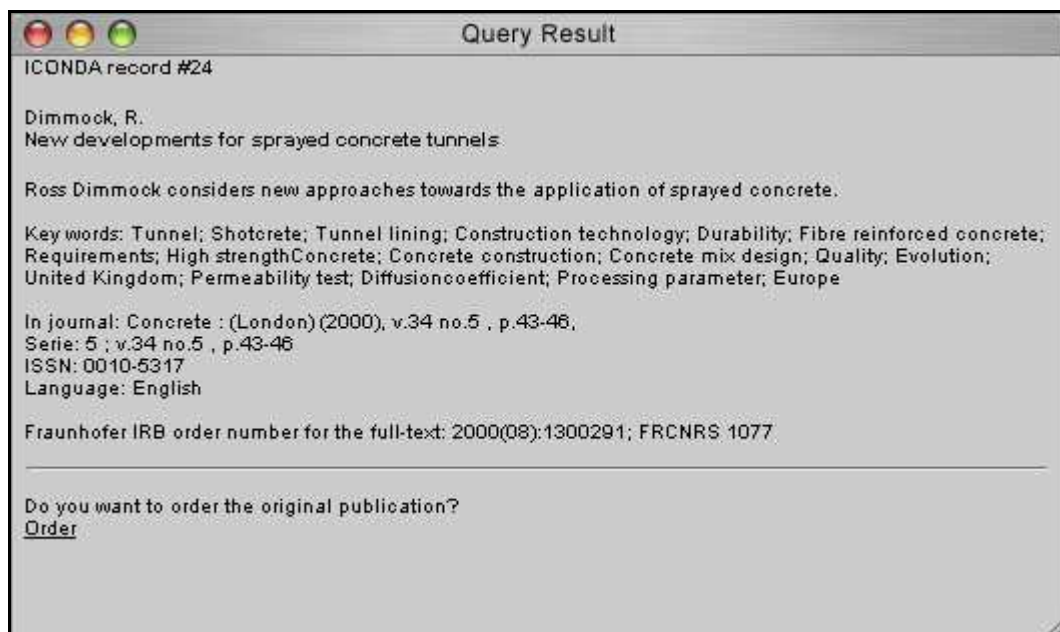 Query Result
ICONDA record #24
Dimmock, R.
New developments for sprayed concrete tunnels
Ross Dimmock considers new approaches towards the application of sprayed concrete.
Key words: Tunnel; Shotcrete; Tunnel lining; Construction technology; Durability; Fibre reinforced concrete;
Requirements; High strengthConcrete; Concrete construction; Concrete mix design; Quality; Evolution;
United Kingdom; Permeability test; Diffusioncoefficient; Processing parameter; Europe
In journal: Concrete : (London) (2000), v.34 no.5 , p.43-46,
Serie: 5 ; v.34 no.5 , p.43-46
ISSN: 0010-5317
Language: English
Fraunhofer IRB order number for the full-text: 2000(08):1300291; FRCNRS 1077
Do you want to order the original publication?
Order